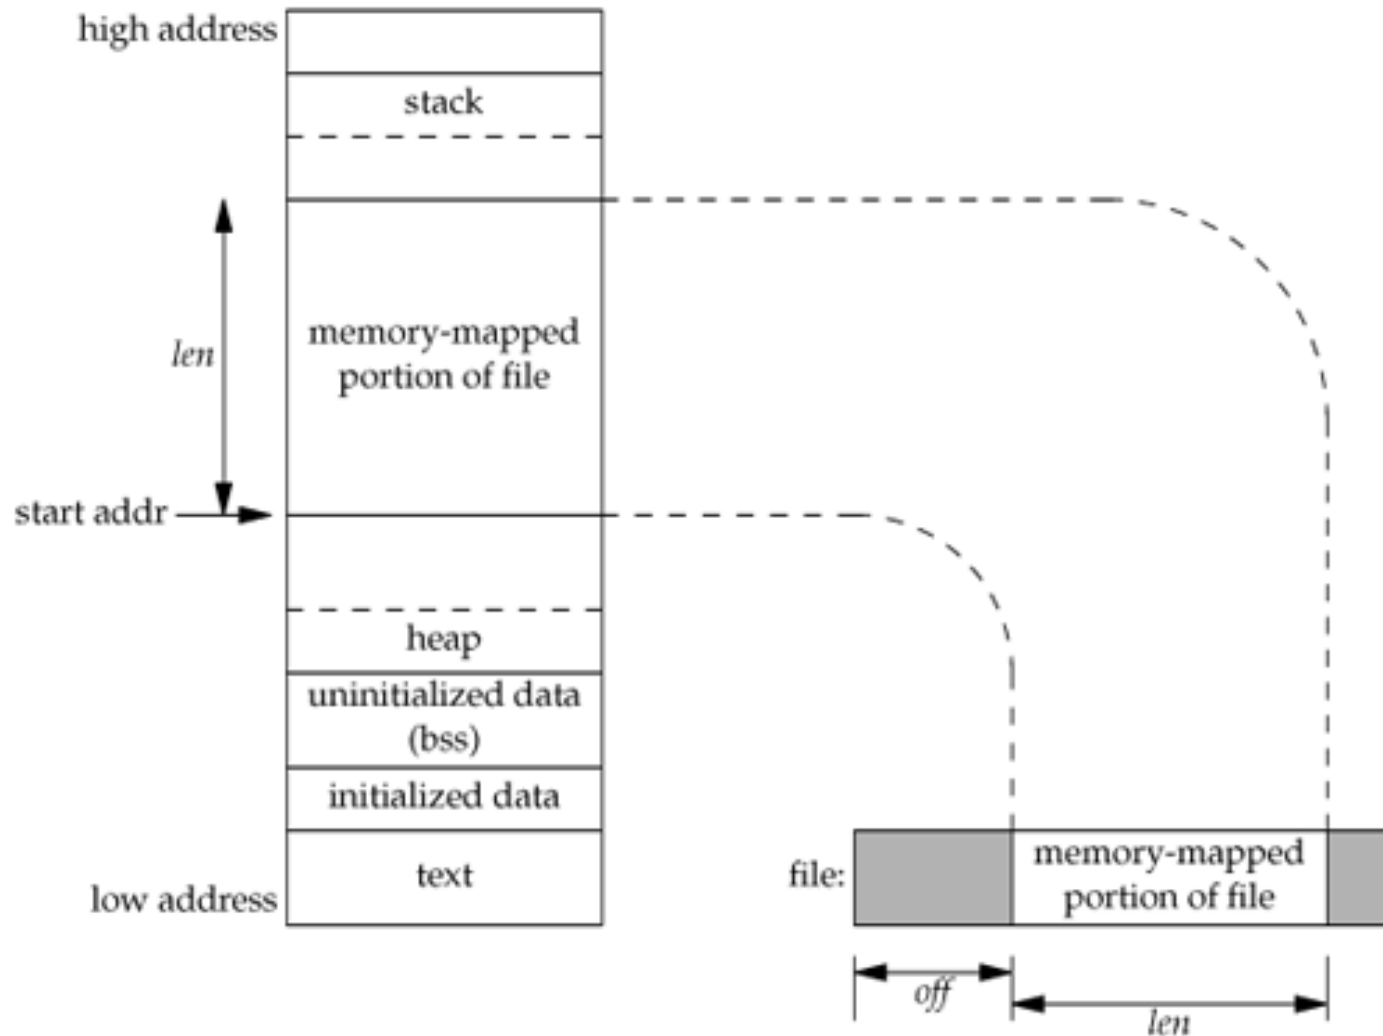 high address
stack
memory-mapped
portion of file
len
start addr
heap
uninitialized data
(bss)
initialized data
text
low address
file:
memory-mapped
portion of file
off
len